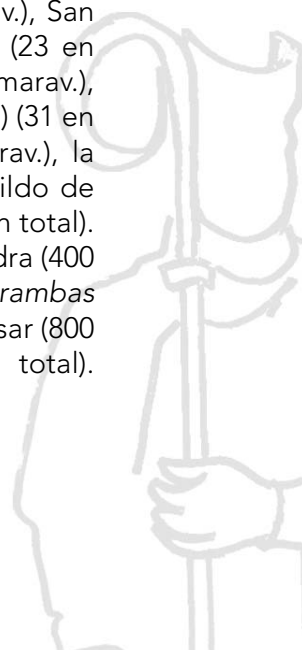 v.), San
(23 en
marav.),
) (31 en
rav.), la
ildo de
n total).
dra (400
rambas
sar (800
total).